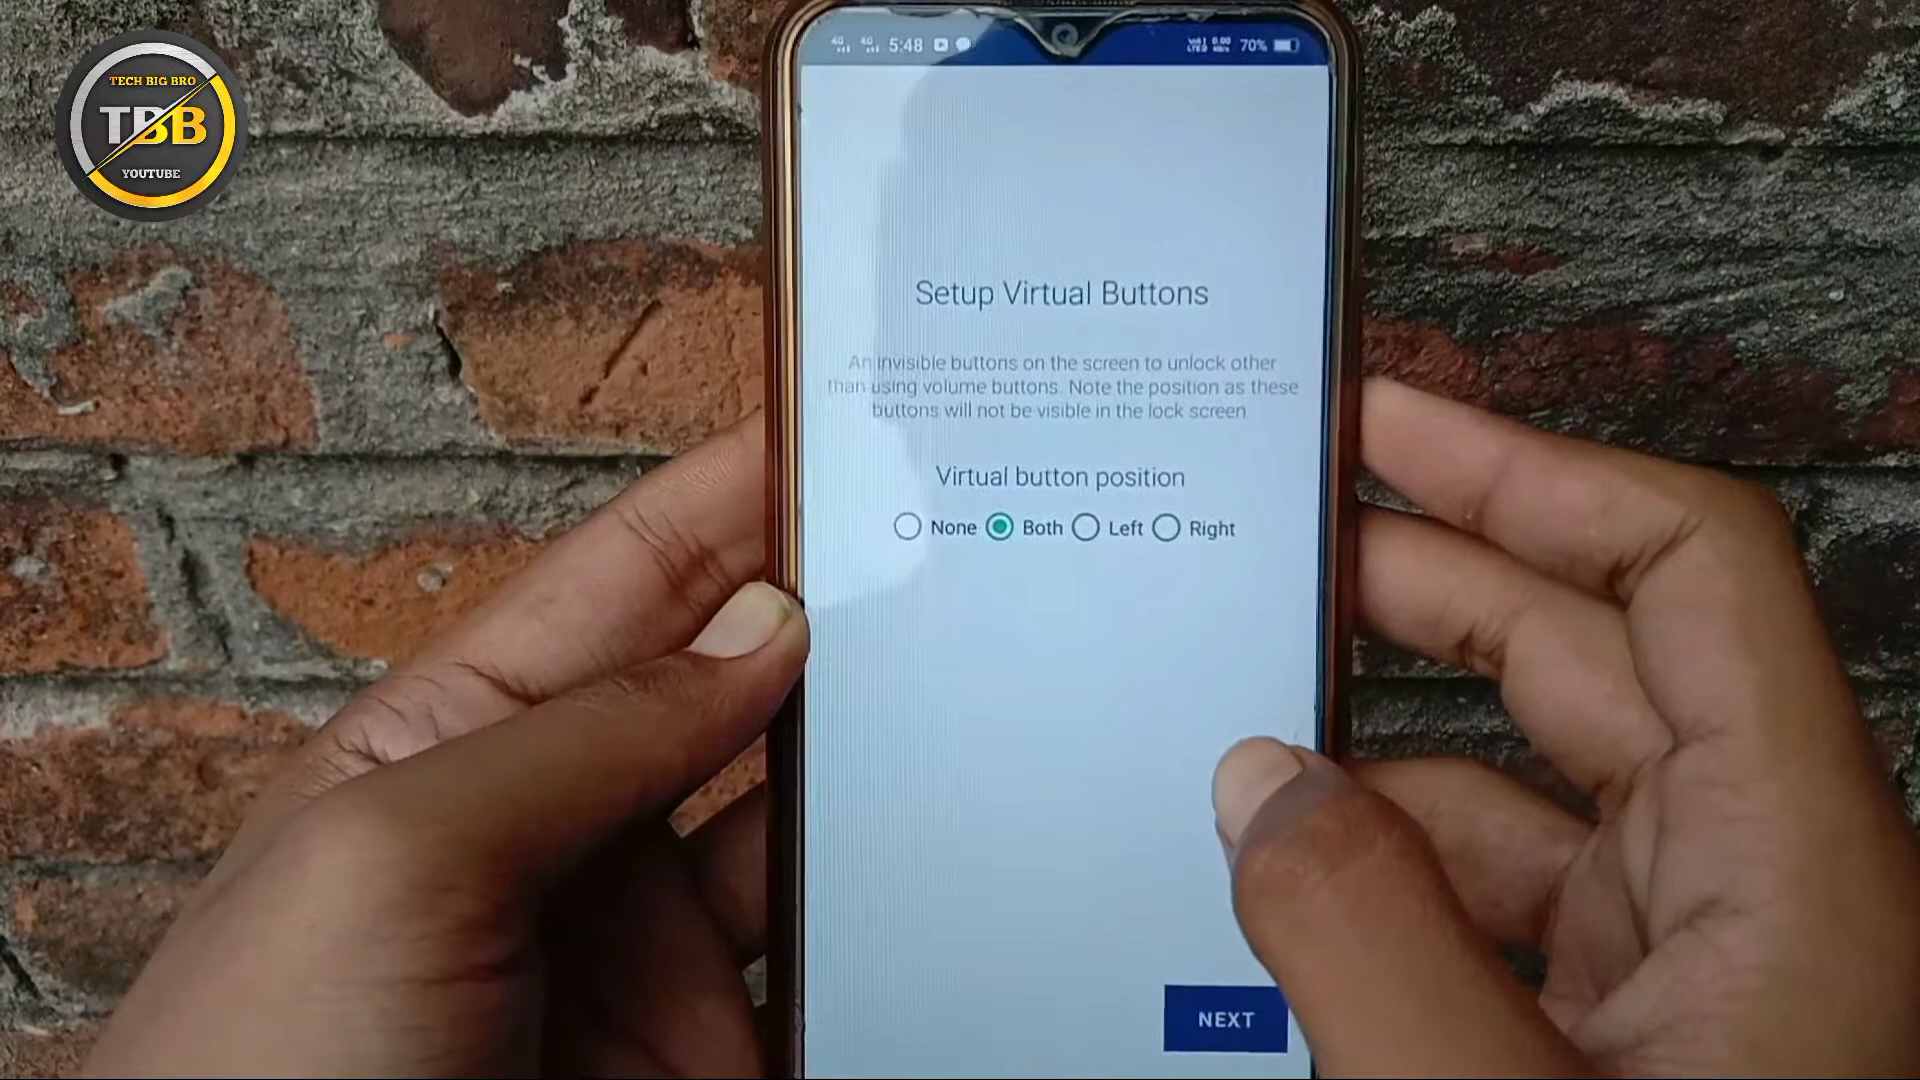 TECH BIG BRO
TBB
YOUTUBE
4G 4G 5:48 70%
Setup Virtual Buttons
An invisible buttons on the screen to unlock other
than using volume buttons. Note the position as these
buttons will not be visible in the lock screen
Virtual button position
None Both Left Right
NEXT